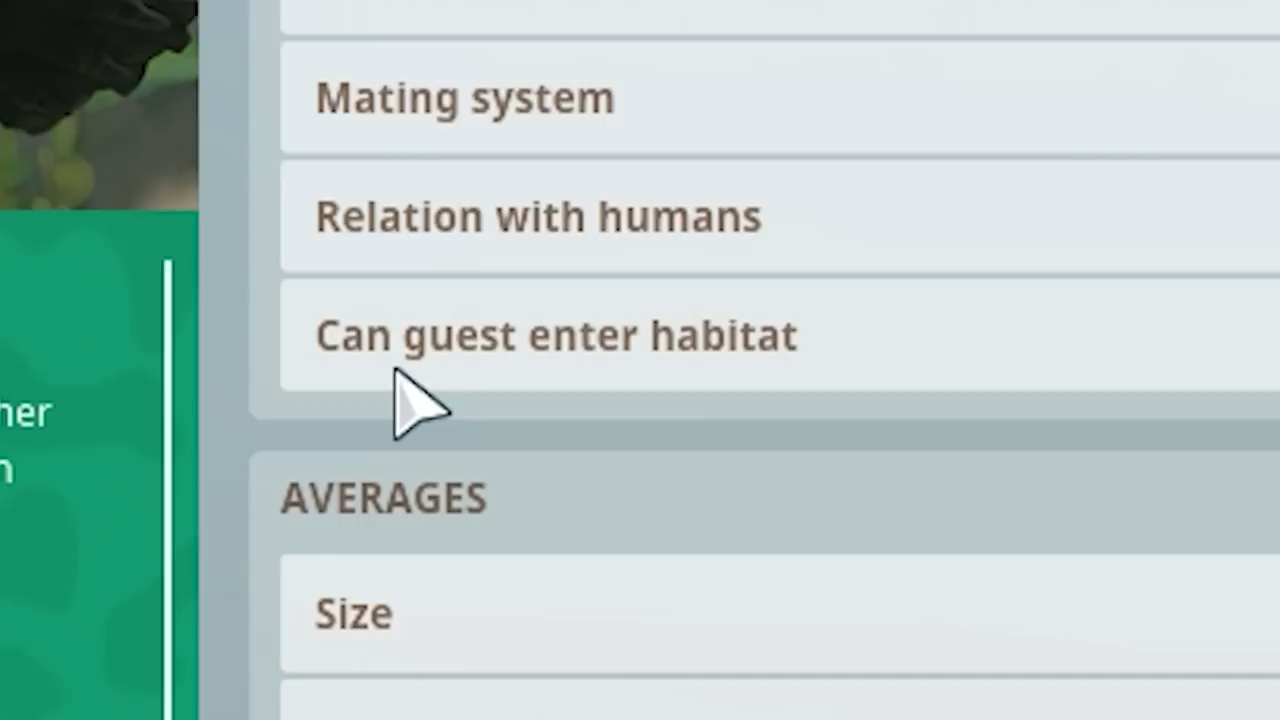 Mating system
Relation with humans
Can guest enter habitat
AVERAGES
Size